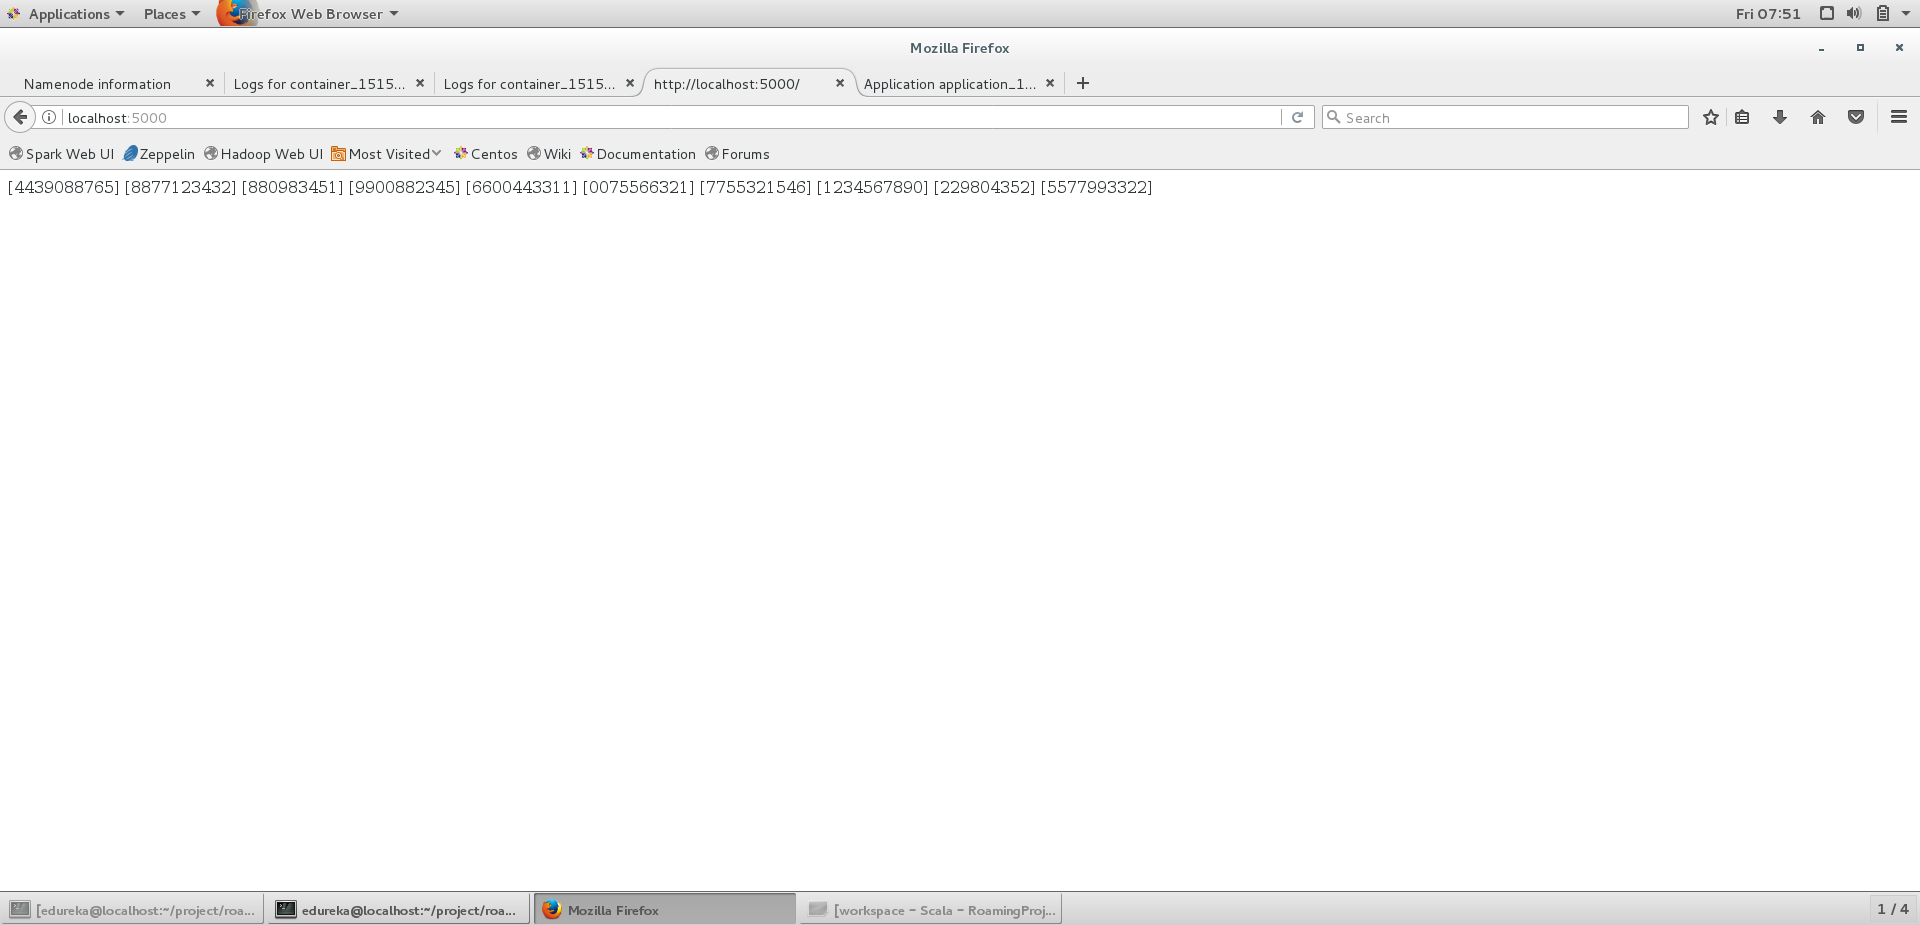 Applications Places Firefox Web Browser Fri 07:51
Mozilla Firefox
Namenode information Logs for container_1515... Logs for container_1515... http://localhost:5000/ Application application_1...
localhost:5000 Search
Spark Web UI Zeppelin Hadoop Web UI Most Visited Centos Wiki Documentation Forums
[4439088765] [8877123432] [880983451] [9900882345] [6600443311] [0075566321] [7755321546] [1234567890] [229804352] [5577993322]
[edureka@localhost:~/project/roa... edureka@localhost:~/project/roa... Mozilla Firefox [workspace - Scala - RoamingProj... 1 / 4